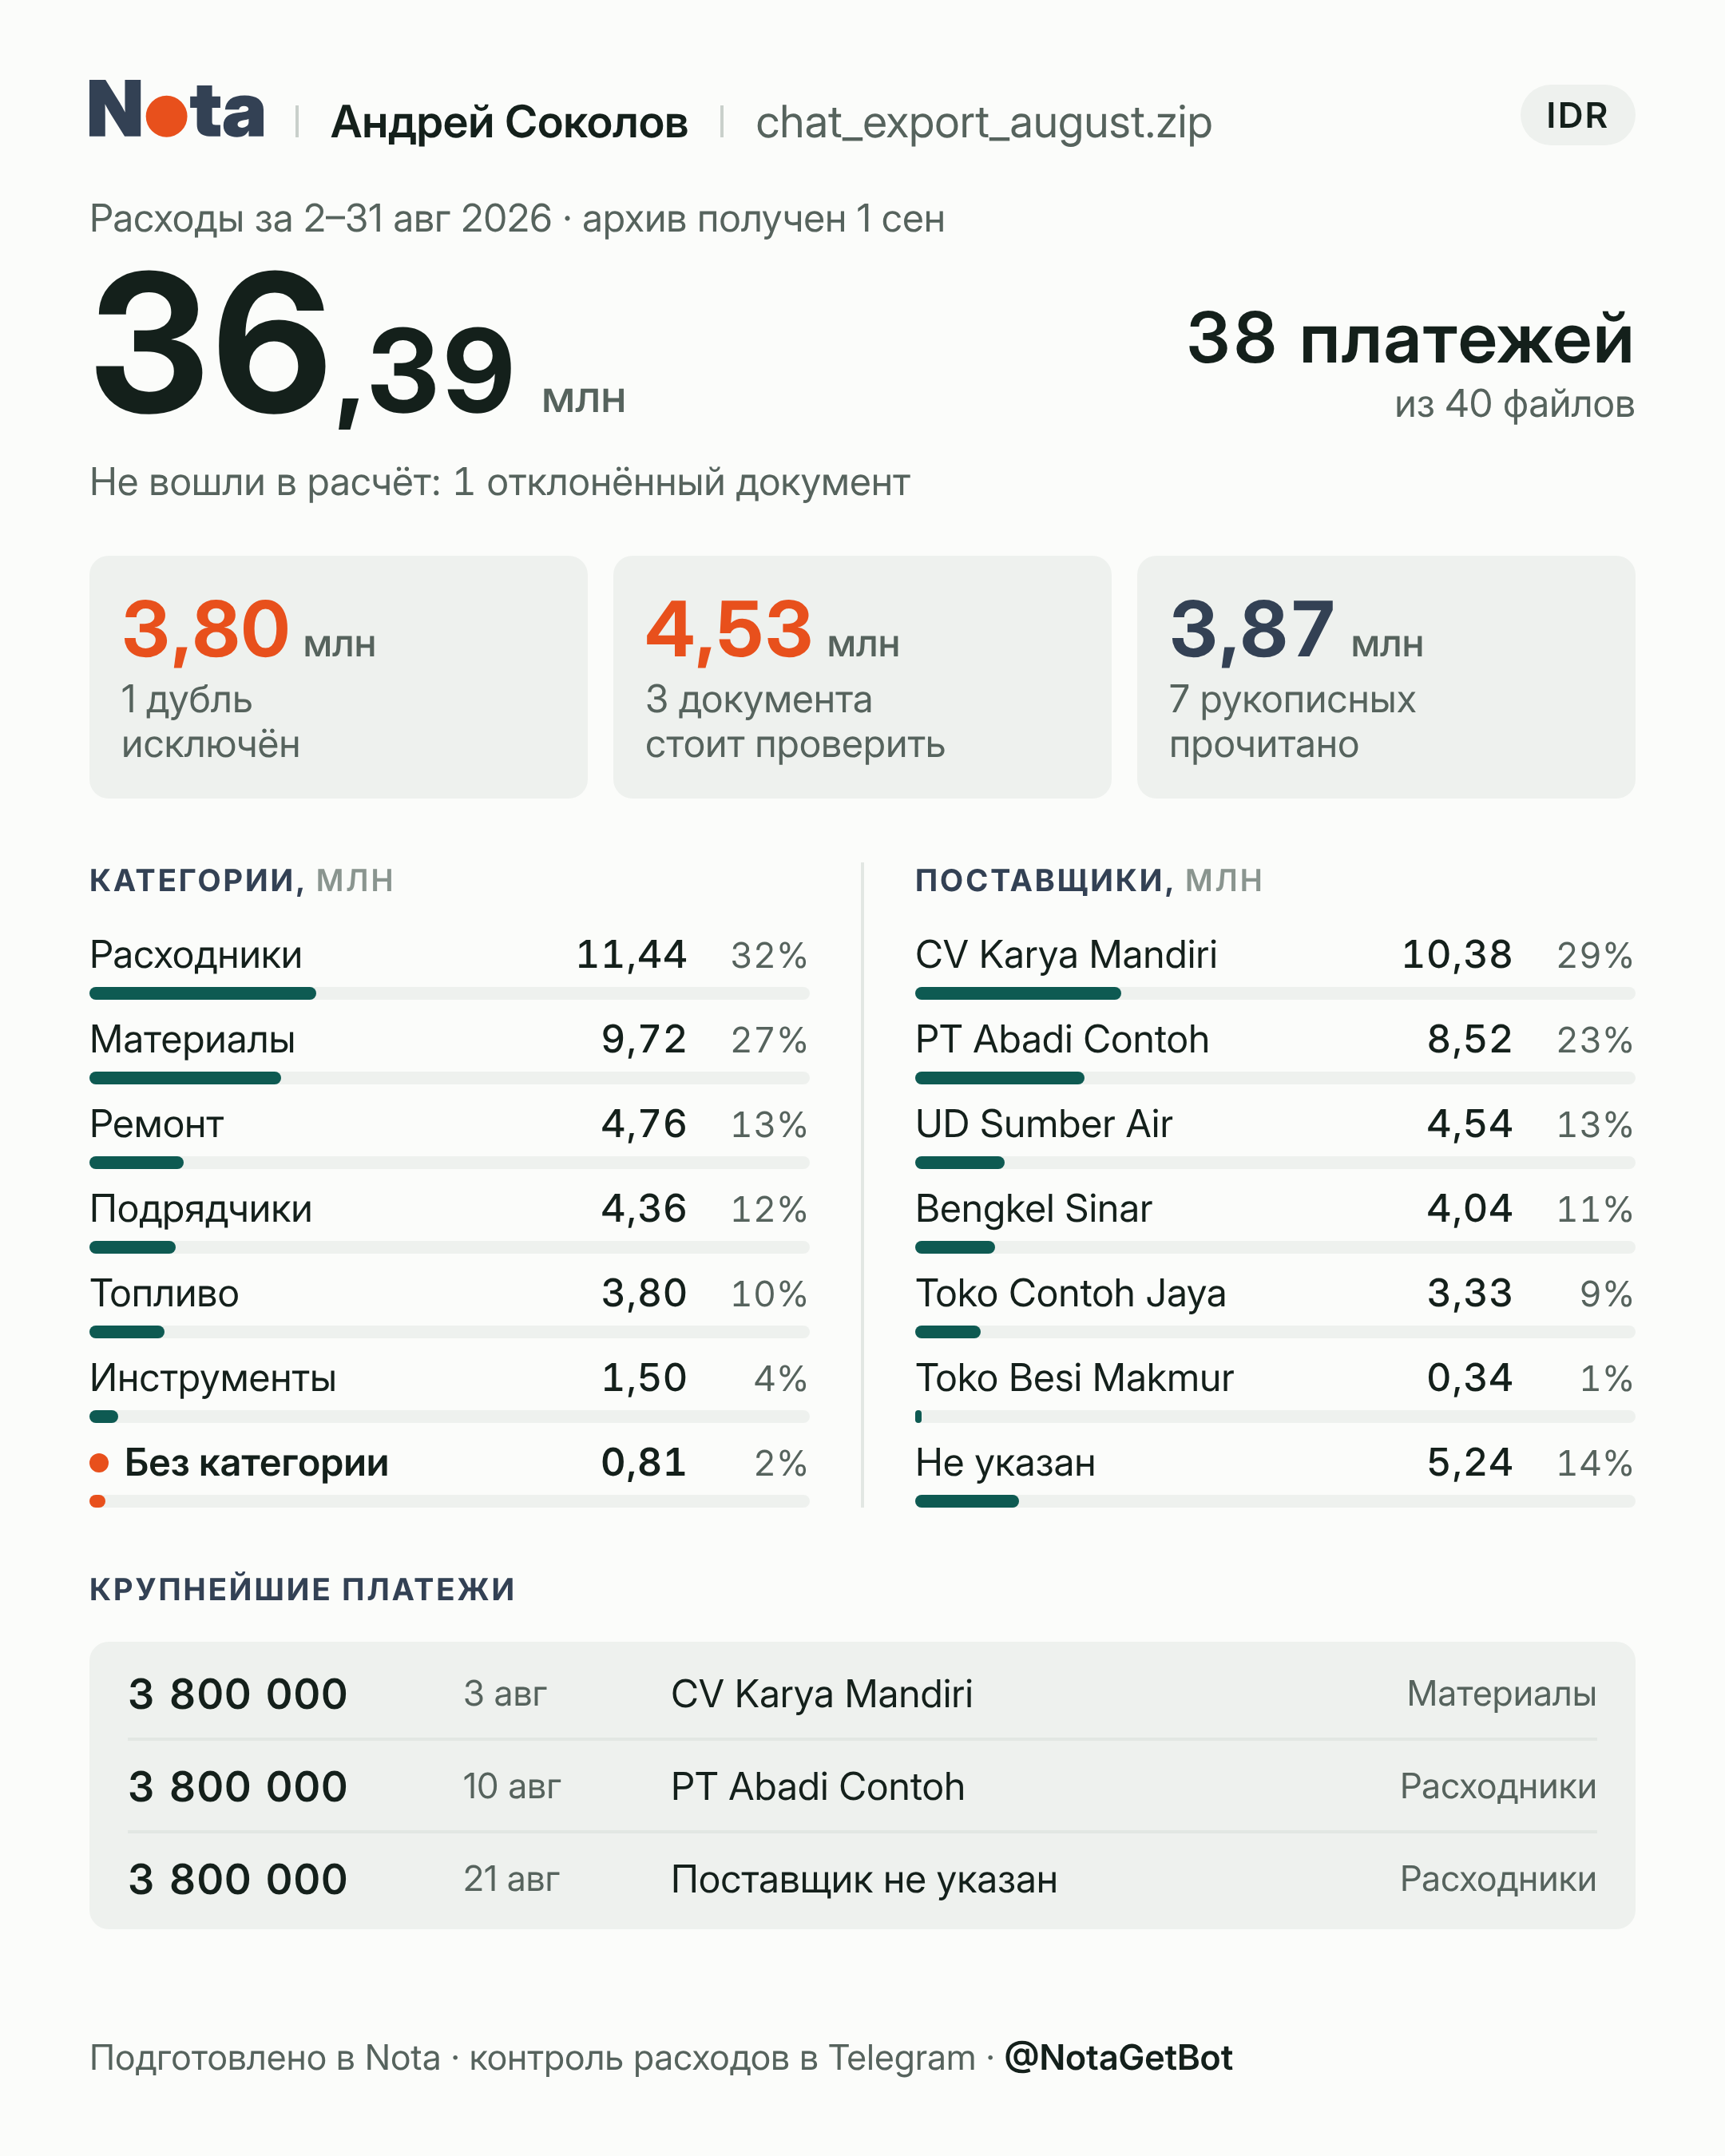 Nota | Андрей Соколов | chat_export_august.zip
IDR
Расходы за 2–31 авг 2026 · архив получен 1 сен
36,39 млн
38 платежей
из 40 файлов
Не вошли в расчёт: 1 отклонённый документ
3,80 млн
1 дубль
исключён
4,53 млн
3 документа
стоит проверить
3,87 млн
7 рукописных
прочитано
КАТЕГОРИИ, МЛН
Расходники 11,44 32%
Материалы 9,72 27%
Ремонт 4,76 13%
Подрядчики 4,36 12%
Топливо 3,80 10%
Инструменты 1,50 4%
Без категории 0,81 2%
ПОСТАВЩИКИ, МЛН
CV Karya Mandiri 10,38 29%
PT Abadi Contoh 8,52 23%
UD Sumber Air 4,54 13%
Bengkel Sinar 4,04 11%
Toko Contoh Jaya 3,33 9%
Toko Besi Makmur 0,34 1%
Не указан 5,24 14%
КРУПНЕЙШИЕ ПЛАТЕЖИ
3 800 000 3 авг CV Karya Mandiri Материалы
3 800 000 10 авг PT Abadi Contoh Расходники
3 800 000 21 авг Поставщик не указан Расходники
Подготовлено в Nota · контроль расходов в Telegram · @NotaGetBot